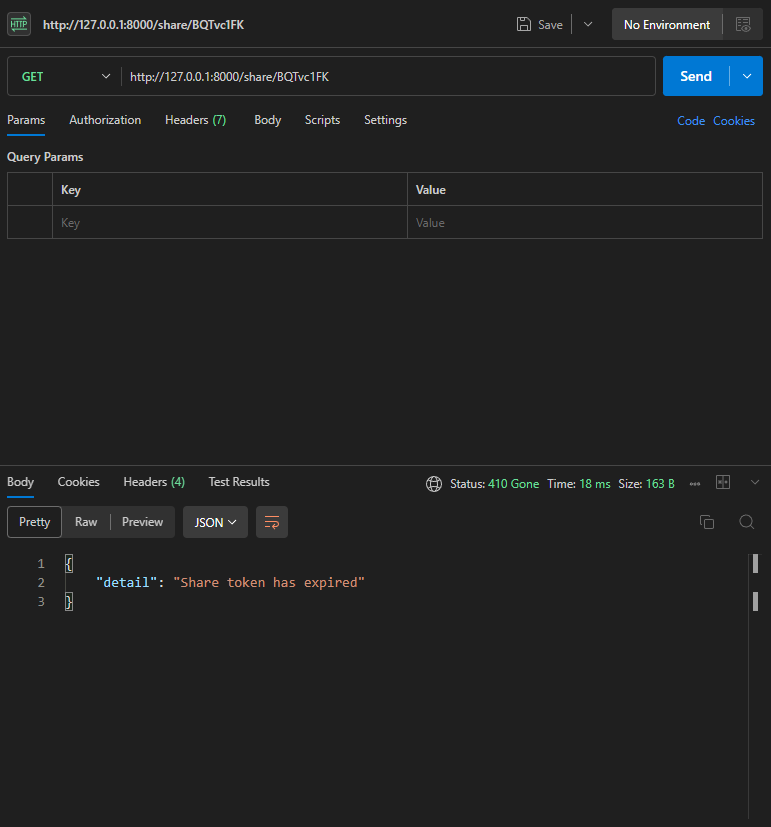 HTTP http://127.0.0.1:8000/share/BQTvc1FK Save No Environment
GET http://127.0.0.1:8000/share/BQTvc1FK Send
Params Authorization Headers (7) Body Scripts Settings Code Cookies
Query Params
Key Value
Key Value
Body Cookies Headers (4) Test Results Status: 410 Gone Time: 18 ms Size: 163 B
Pretty Raw Preview JSON
1 {
2 "detail": "Share token has expired"
3 }